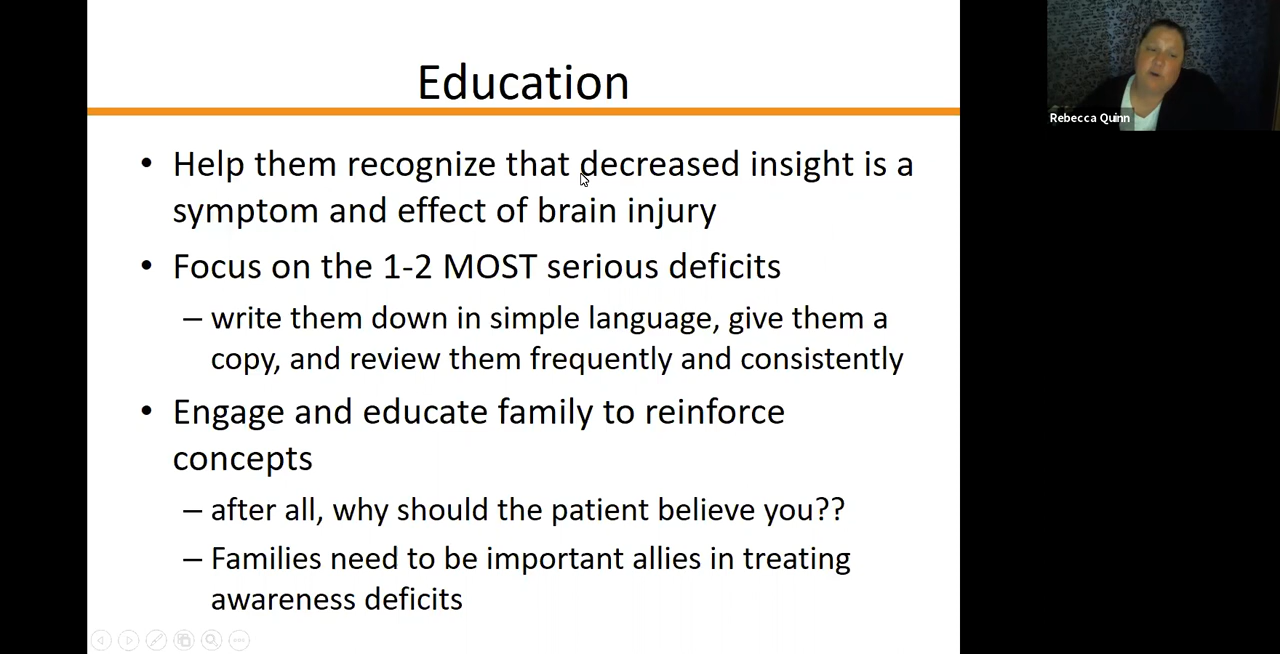 Education
• Help them recognize that decreased insight is a
symptom and effect of brain injury
• Focus on the 1-2 MOST serious deficits
– write them down in simple language, give them a
copy, and review them frequently and consistently
• Engage and educate family to reinforce
concepts
– after all, why should the patient believe you??
– Families need to be important allies in treating
awareness deficits
Rebecca Quinn